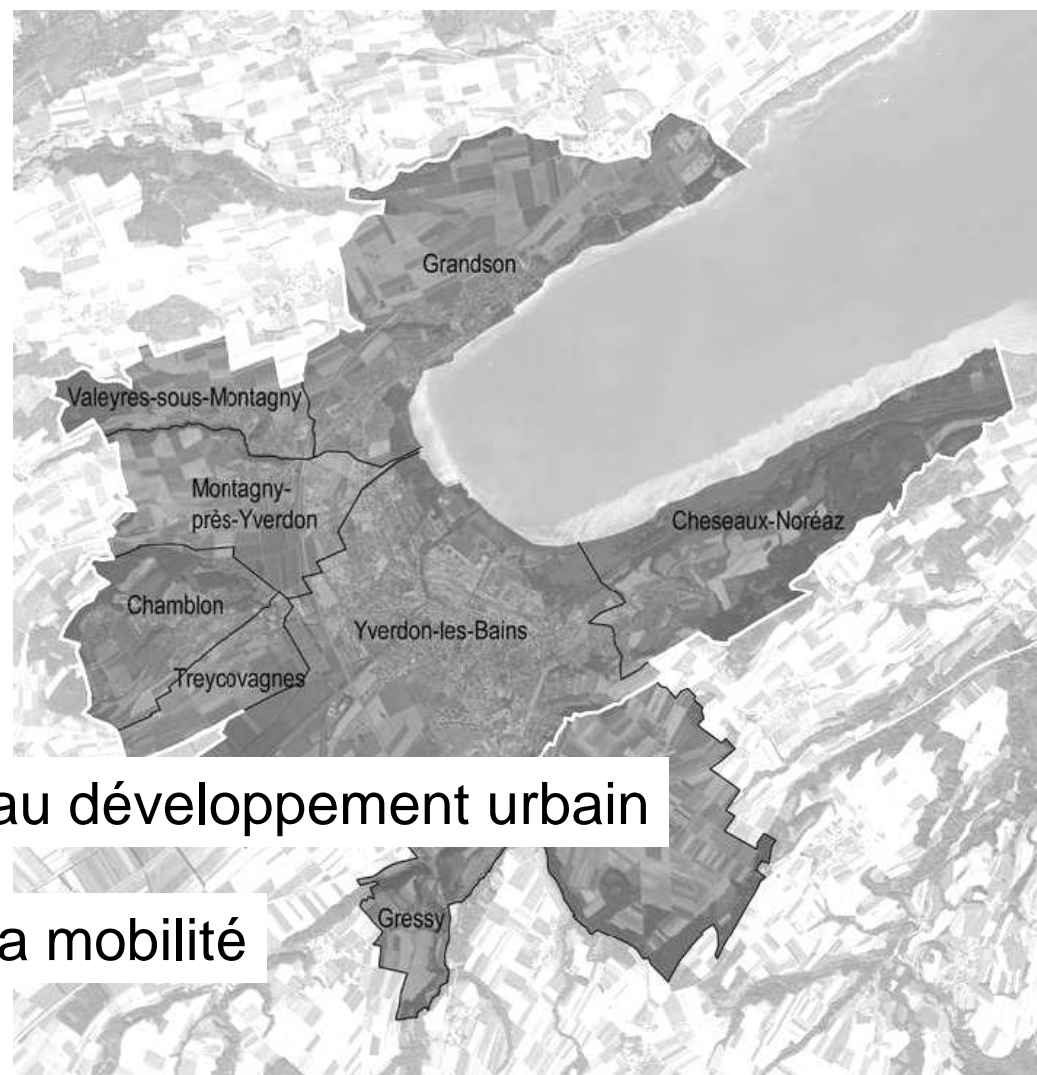 Grandson
Valeyres-sous-Montagny
Montagny-
près-Yverdon
Cheseaux-Noréaz
Chamblon
Yverdon-les-Bains
Treycovagnes
au développement urbain
Gressy
a mobilité